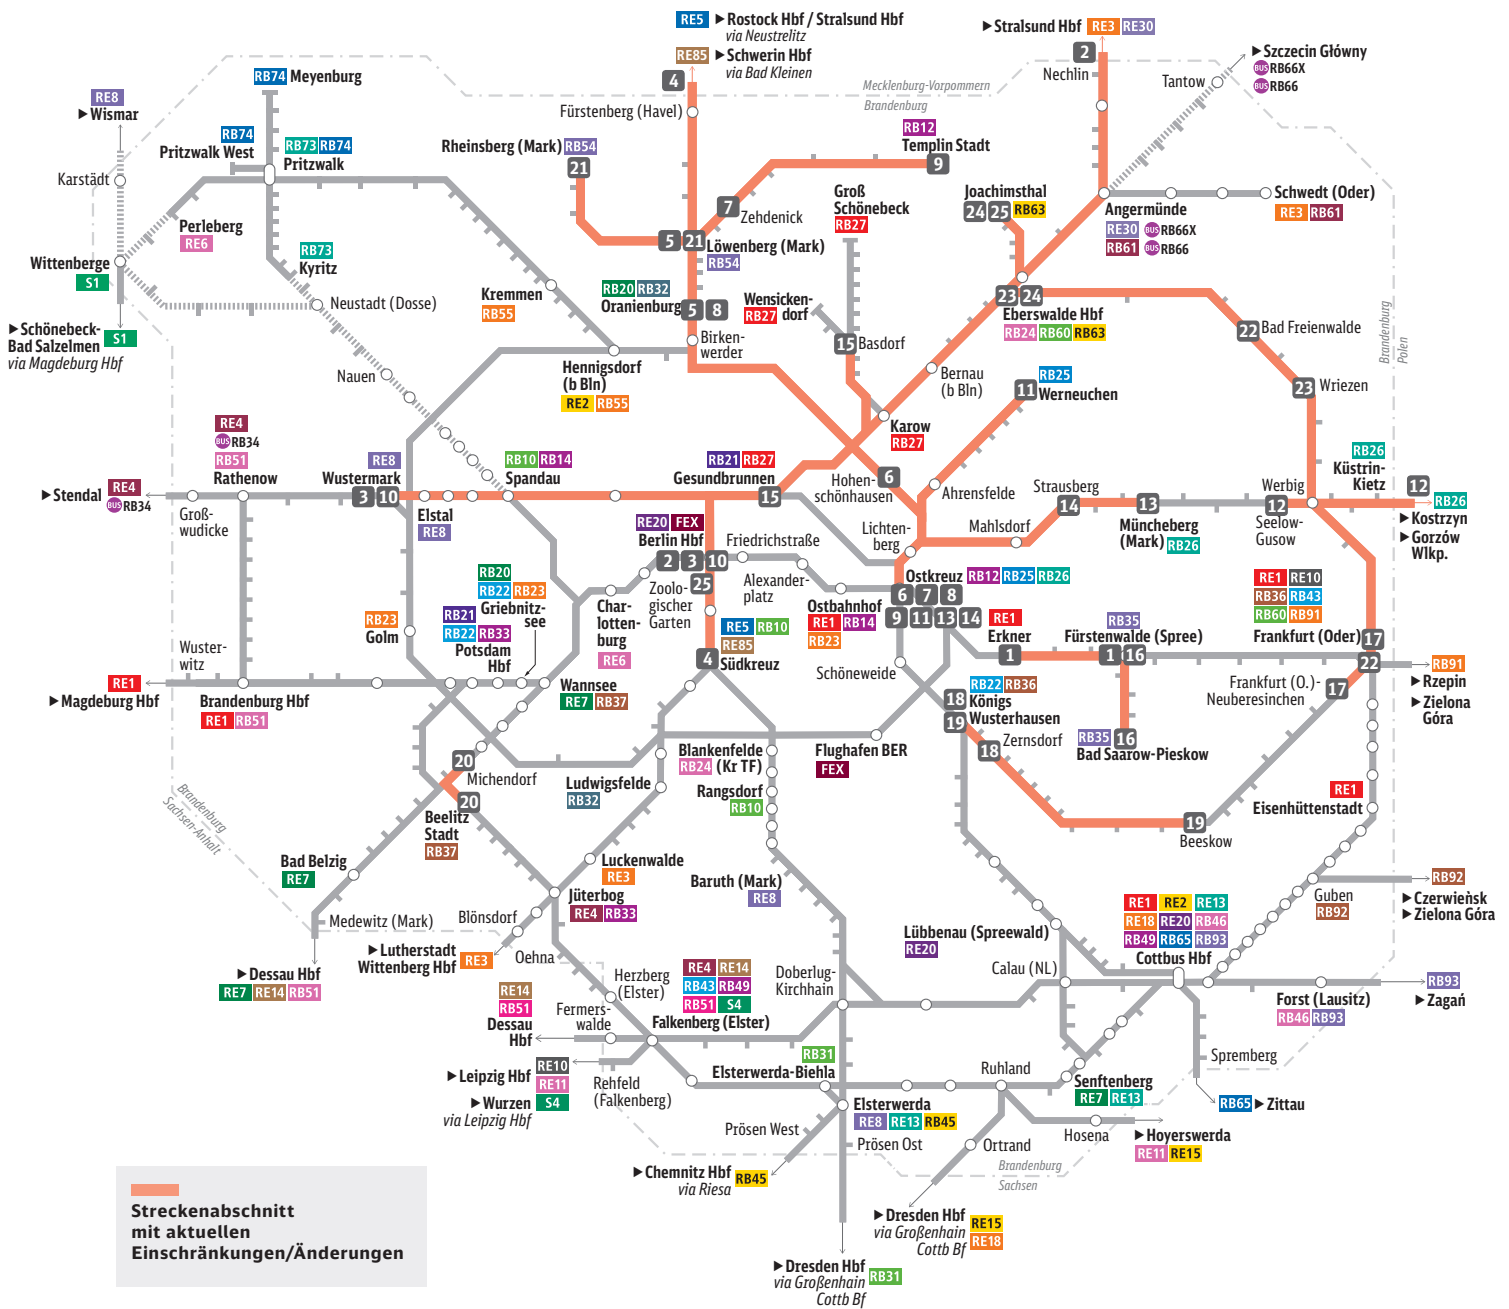 RE5 Rostock Hbf / Stralsund Hbf
via Neustrelitz
RE85 Schwerin Hbf
via Bad Kleinen
4
Fürstenberg (Havel)
Stralsund Hbf RE3 RE30
2
Nechlin
Szczecin Główny
BUS RB66X
BUS RB66
Tantow
Mecklenburg-Vorpommern
Brandenburg
RB74 Meyenburg
RE8
Wismar
RB74
Pritzwalk West
RB73 RB74
Pritzwalk
Karstädt
Perleberg
RE6
Wittenberge
S1
RB73
Kyritz
Neustadt (Dosse)
Schönebeck-
Bad Salzelmen S1
via Magdeburg Hbf
Nauen
Rheinsberg (Mark) RB54
21
RB12
Templin Stadt
9
7
Zehdenick
5 21
Löwenberg (Mark)
RB54
Kremmen
RB55
RB20 RB32
Oranienburg 5 8
Birken-
werder
Hennigsdorf
(b Bln)
RE2 RB55
Groß
Schönebeck
RB27
Wensicken-
dorf
RB27
15 Basdorf
Joachimsthal
24 25 RB63
Angermünde
RE30 BUS RB66X
RB61 BUS RB66
Schwedt (Oder)
RE3 RB61
23 24
Eberswalde Hbf
RB24 RB60 RB63
Bernau
(b Bln)
22 Bad Freienwalde
23 Wriezen
Brandenburg
Polen
11 RB25
Werneuchen
Karow
RB27
6
Hohen-
schönhausen
Ahrensfelde
RE4
BUS RB34
RB51
Rathenow
Stendal RE4
BUS RB34
Groß-
wudicke
RE8
Wustermark
3 10
Elstal
RE8
RB10 RB14
Spandau
RB21 RB27
Gesundbrunnen
15
Strausberg
14
13
Müncheberg
(Mark) RB26
Mahlsdorf
Lichten-
berg
Werbig
12
Seelow-
Gusow
RB26
Küstrin-
Kietz
12
RB26
Kostrzyn
Gorzów
Wlkp.
RE20 FEX
Berlin Hbf
2 3 10
25
Friedrichstraße
Alexander-
platz
Zoolo-
gischer
Garten
Char-
lotten-
burg
RE6
Ostkreuz RB12 RB25 RB26
6 7 8
9 11 13 14
Ostbahnhof
RE1 RB14
RB23
Schöneweide
RB20
RB22 RB23
Griebnitz-
see
RB21
RB22 RB33
Potsdam
Hbf
RB23
Golm
Wuster-
witz
Magdeburg Hbf RE1
Brandenburg Hbf
RE1 RB51
Wannsee
RE7 RB37
RE5 RB10
RE85
4 Südkreuz
RE1
Erkner
1
RB35
Fürstenwalde (Spree)
1 16
RB35 16
Bad Saarow-Pieskow
RE1 RE10
RB36 RB43
RB60 RB91
Frankfurt (Oder) 17
22
RB91
Rzepin
Zielona
Góra
Frankfurt (O.)-
Neuberesinchen
17
18 RB22 RB36
Königs
19 Wusterhausen
18 Zernsdorf
19
Beeskow
RE1
Eisenhüttenstadt
20
Michendorf
20
Beelitz
Stadt
RB37
Brandenburg
Sachsen-Anhalt
Ludwigsfelde
RB32
Blankenfelde
RB24 (Kr TF)
Rangsdorf
RB10
Flughafen BER
FEX
Bad Belzig
RE7
Medewitz (Mark)
Dessau Hbf
RE7 RE14 RB51
Luckenwalde
RE3
Jüterbog
RE4 RB33
Blönsdorf
Lutherstadt
Wittenberg Hbf RE3
Oehna
Baruth (Mark)
RE8
Herzberg
(Elster)
RE4 RE14
RB43 RB49
RB51 S4
Falkenberg (Elster)
RE14
RB51
Dessau
Hbf
Fermers-
walde
Leipzig Hbf RE10
RE11
Wurzen S4
via Leipzig Hbf
Rehfeld
(Falkenberg)
Doberlug-
Kirchhain
Lübbenau (Spreewald)
RE20
Calau (NL)
RE1 RE2 RE13
RE18 RE20 RB46
RB49 RB65 RB93
Cottbus Hbf
Guben
RB92
RB92
Czerwieńsk
Zielona Góra
Forst (Lausitz)
RB46 RB93
RB93
Zagań
Spremberg
RB65 Zittau
RB31
Elsterwerda-Biehla
Elsterwerda
RE8 RE13 RB45
Prösen West
Prösen Ost
Chemnitz Hbf RB45
via Riesa
Ruhland
Senftenberg
RE7 RE13
Hosena
Hoyerswerda
RE11 RE15
Ortrand
Brandenburg
Sachsen
Dresden Hbf RE15
via Großenhain RE18
Cottb Bf
Dresden Hbf
via Großenhain RB31
Cottb Bf
Streckenabschnitt
mit aktuellen
Einschränkungen/Änderungen